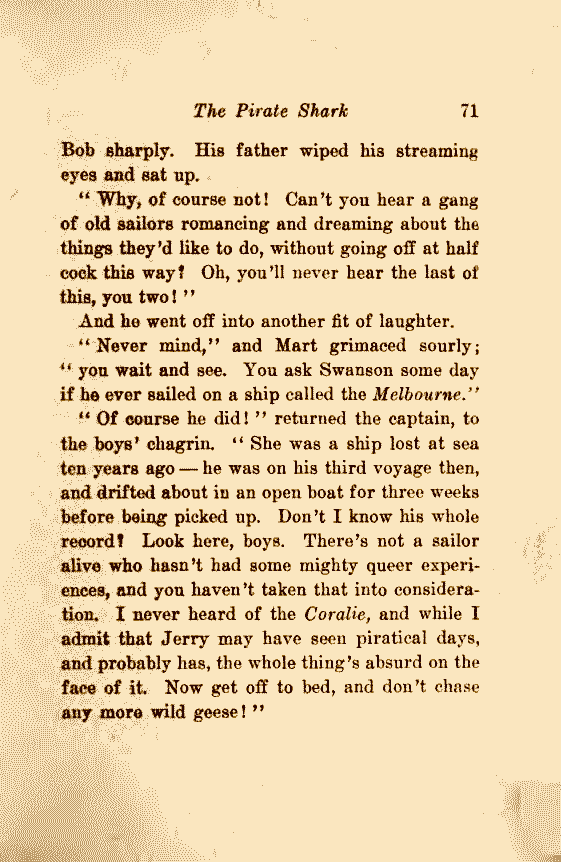 The Pirate Shark 71
Bob sharply. His father wiped his streaming
eyes and sat up.
“ Why, of course not! Can’t you hear a gang
of old sailors romancing and dreaming about the
things they’d like to do, without going off at half
cock this way? Oh, you’ll never hear the last of
this, you two! ”
And he went off into another fit of laughter.
“ Never mind,” and Mart grimaced sourly;
“ you wait and see. You ask Swanson some day
if he ever sailed on a ship called the Melbourne.”
“ Of course he did! ” returned the captain, to
the boys’ chagrin. “ She was a ship lost at sea
ten years ago — he was on his third voyage then,
and drifted about in an open boat for three weeks
before being picked up. Don’t I know his whole
record? Look here, boys. There’s not a sailor
alive who hasn’t had some mighty queer experi-
ences, and you haven’t taken that into considera-
tion. I never heard of the Coralie, and while I
admit that Jerry may have seen piratical days,
and probably has, the whole thing’s absurd on the
face of it. Now get off to bed, and don’t chase
any more wild geese! ”